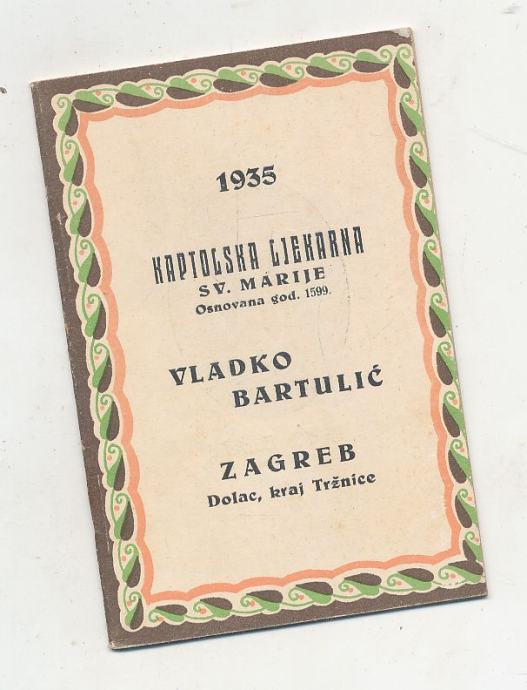 1935
KAPTOLSKA LJEKARNA
SV. MARIJE
Osnovana god. 1599.
VLADKO
BARTULIĆ
ZAGREB
Dolac, kraj Tržnice